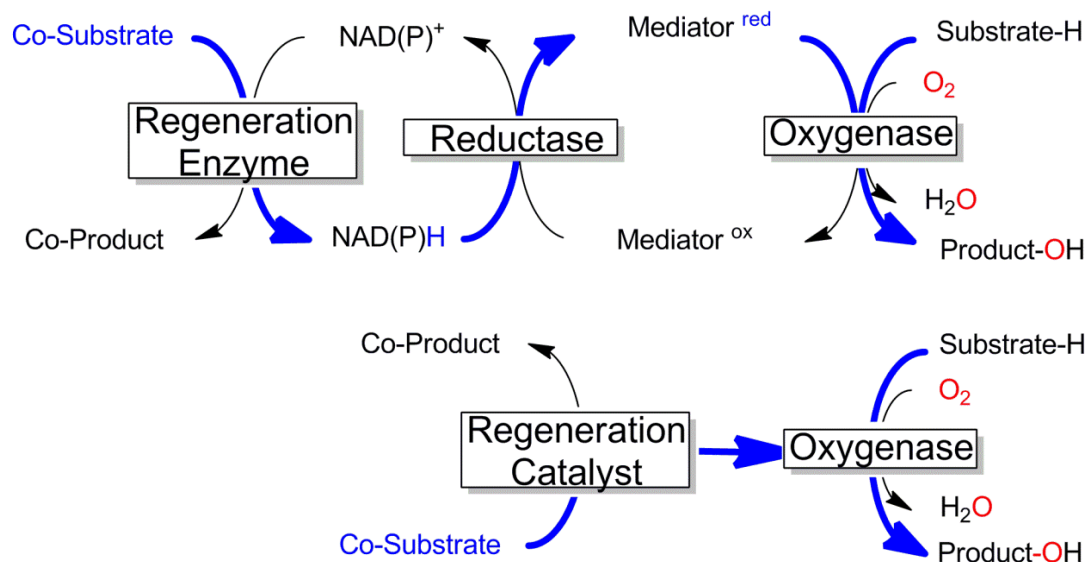 Co-Substrate
NAD(P)+
Mediator red
Substrate-H
O2
Regeneration
Enzyme
Reductase
Oxygenase
H2O
Co-Product
NAD(P)H
Mediator ox
Product-OH
Co-Product
Substrate-H
O2
Regeneration
Catalyst
Oxygenase
H2O
Co-Substrate
Product-OH